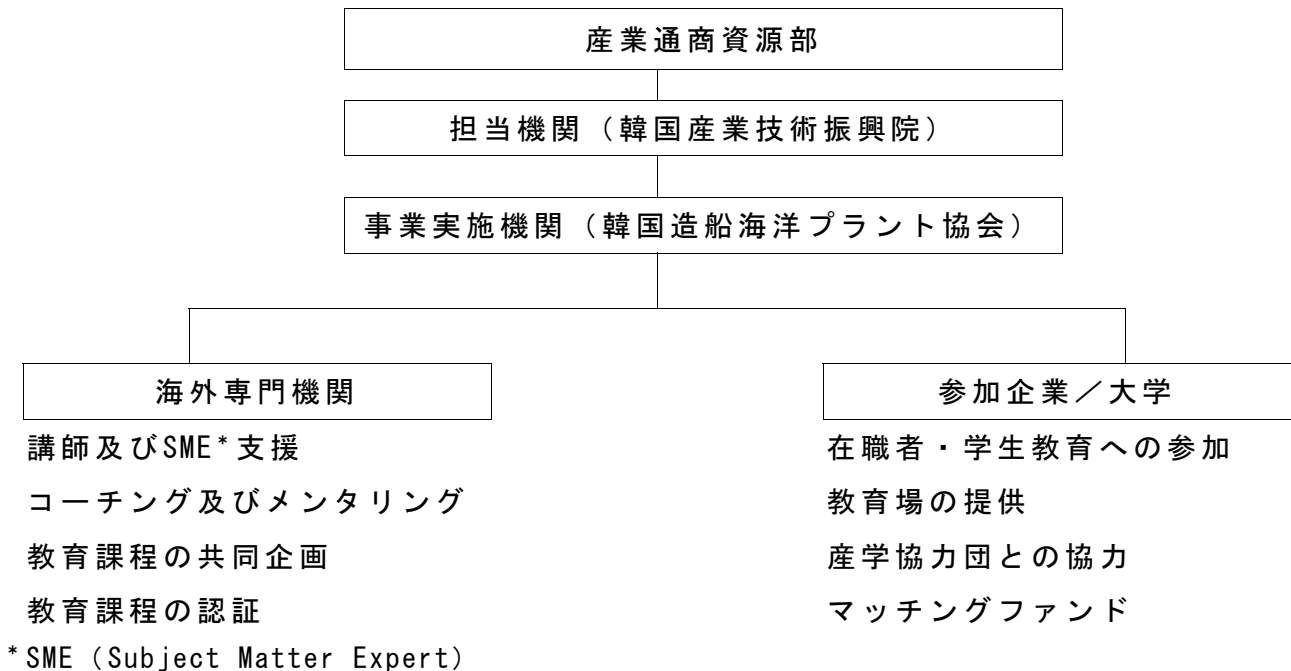 産業通商資源部
担当機関（韓国産業技術振興院）
事業実施機関（韓国造船海洋プラント協会）
海外専門機関
講師及びSME*支援
コーチング及びメンタリング
教育課程の共同企画
教育課程の認証
*SME（Subject Matter Expert）
参加企業／大学
在職者・学生教育への参加
教育場の提供
産学協力団との協力
マッチングファンド